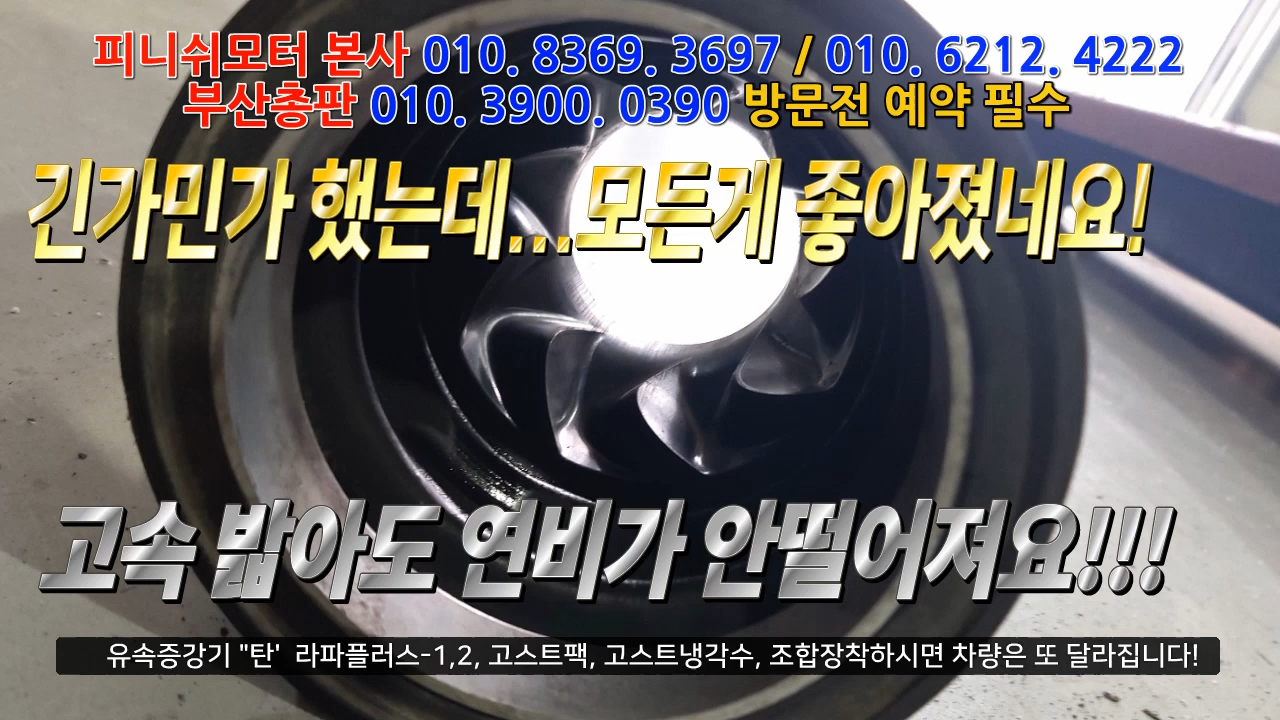 피니쉬모터 본사 010. 8369. 3697 / 010. 6212. 4222
부산총판 010. 3900. 0390 방문전 예약 필수
긴가민가 했는데...모든게 좋아졌네요!
고속 밟아도 연비가 안떨어져요!!!
유속증강기 "탄' 라파플러스-1,2, 고스트팩, 고스트냉각수, 조합장착하시면 차량은 또 달라집니다!